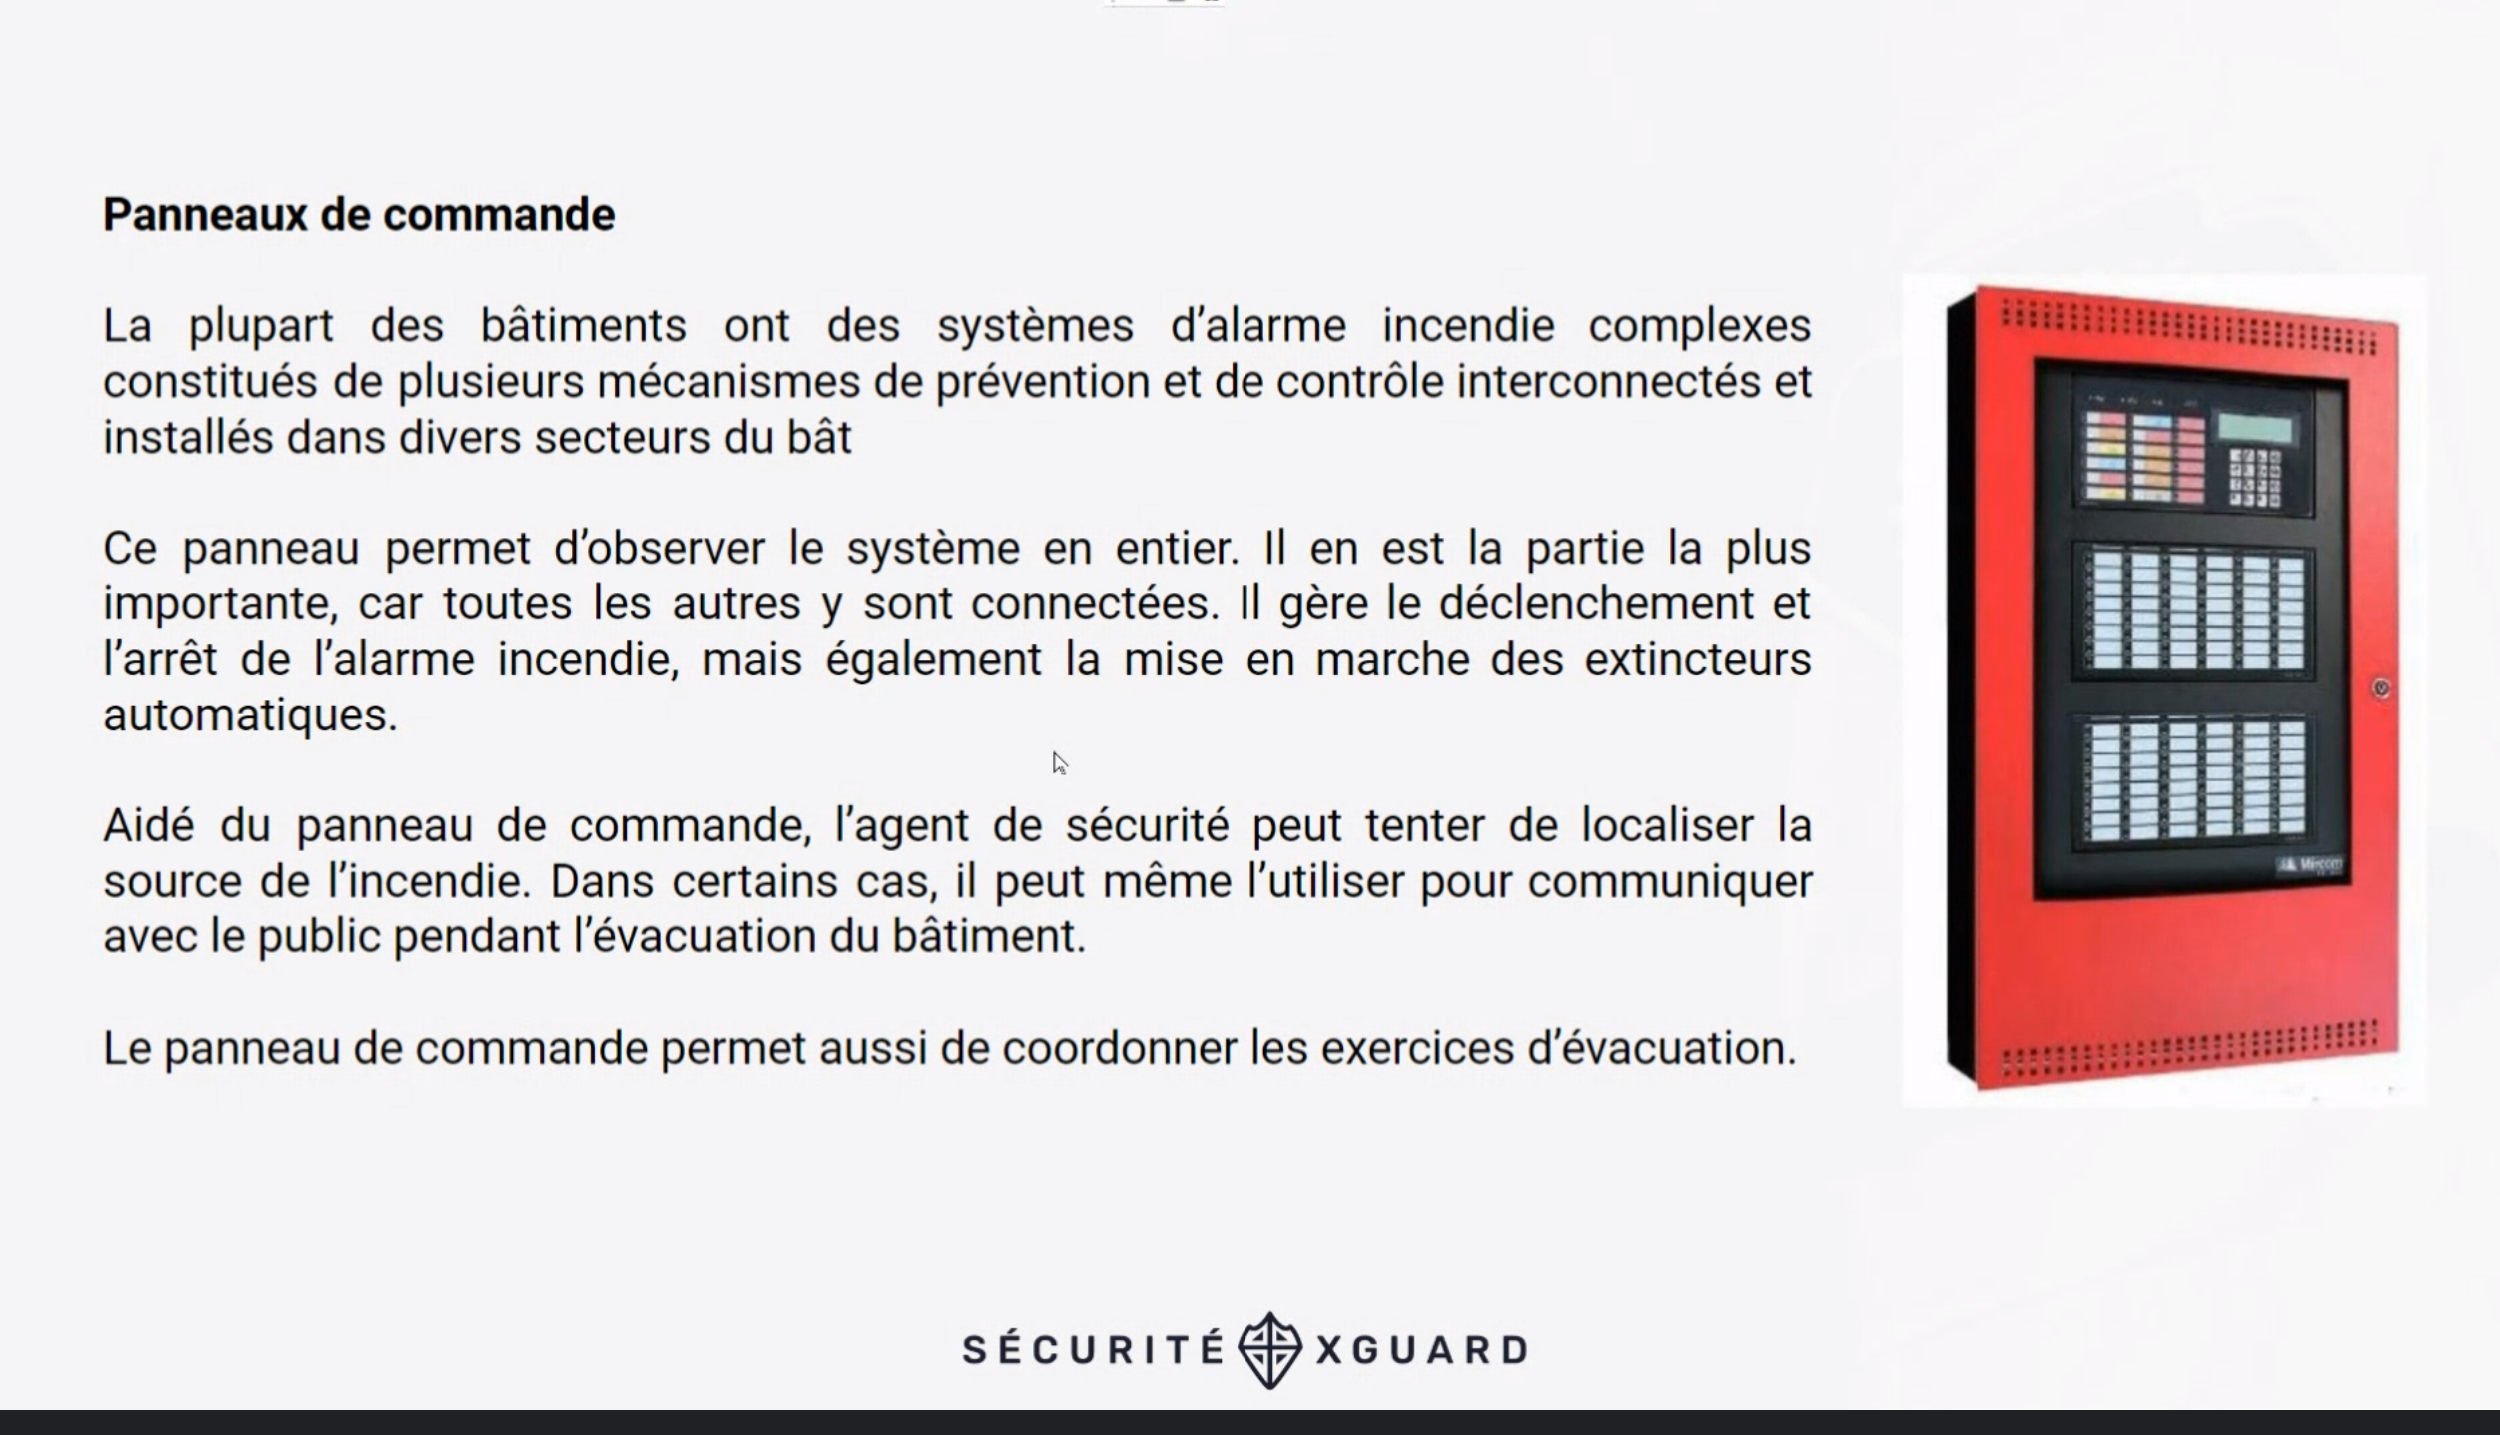 Panneaux de commande
La plupart des bâtiments ont des systèmes d’alarme incendie complexes
constitués de plusieurs mécanismes de prévention et de contrôle interconnectés et
installés dans divers secteurs du bât
Ce panneau permet d’observer le système en entier. Il en est la partie la plus
importante, car toutes les autres y sont connectées. Il gère le déclenchement et
l’arrêt de l’alarme incendie, mais également la mise en marche des extincteurs
automatiques.
Aidé du panneau de commande, l’agent de sécurité peut tenter de localiser la
source de l’incendie. Dans certains cas, il peut même l’utiliser pour communiquer
avec le public pendant l’évacuation du bâtiment.
Le panneau de commande permet aussi de coordonner les exercices d’évacuation.
Mircom
SÉCURITÉ XGUARD